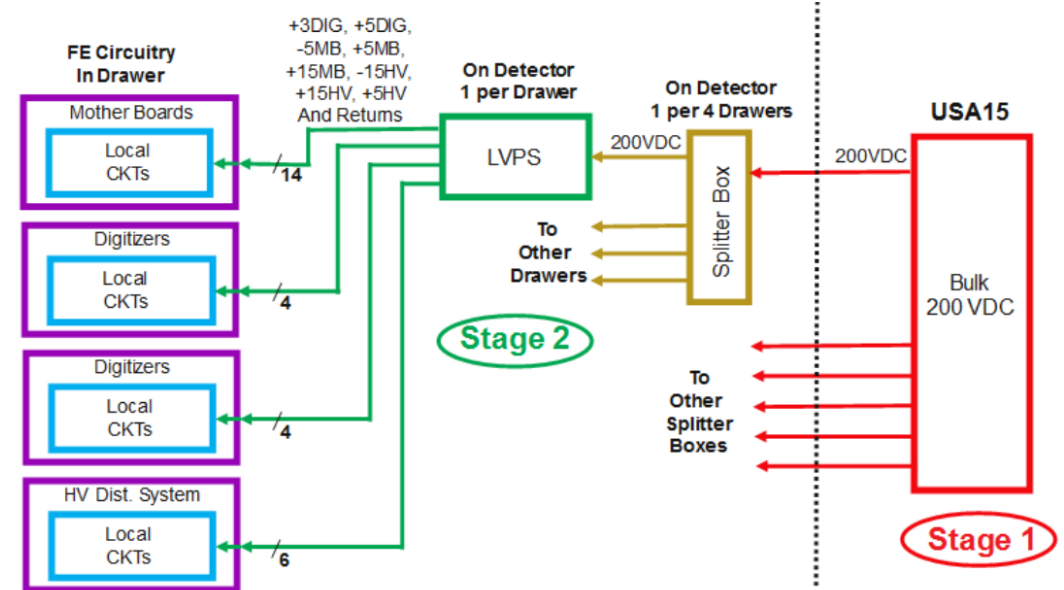 FE Circuitry
In Drawer
Mother Boards
Local
CKTs
14
Digitizers
Local
CKTs
4
Digitizers
Local
CKTs
4
HV Dist. System
Local
CKTs
6
+3DIG, +5DIG,
-5MB, +5MB,
+15MB, -15HV,
+15HV, +5HV
And Returns
On Detector
1 per Drawer
LVPS
Stage 2
200VDC
On Detector
1 per 4 Drawers
Splitter Box
To
Other
Drawers
200VDC
USA15
Bulk
200 VDC
To
Other
Splitter
Boxes
Stage 1